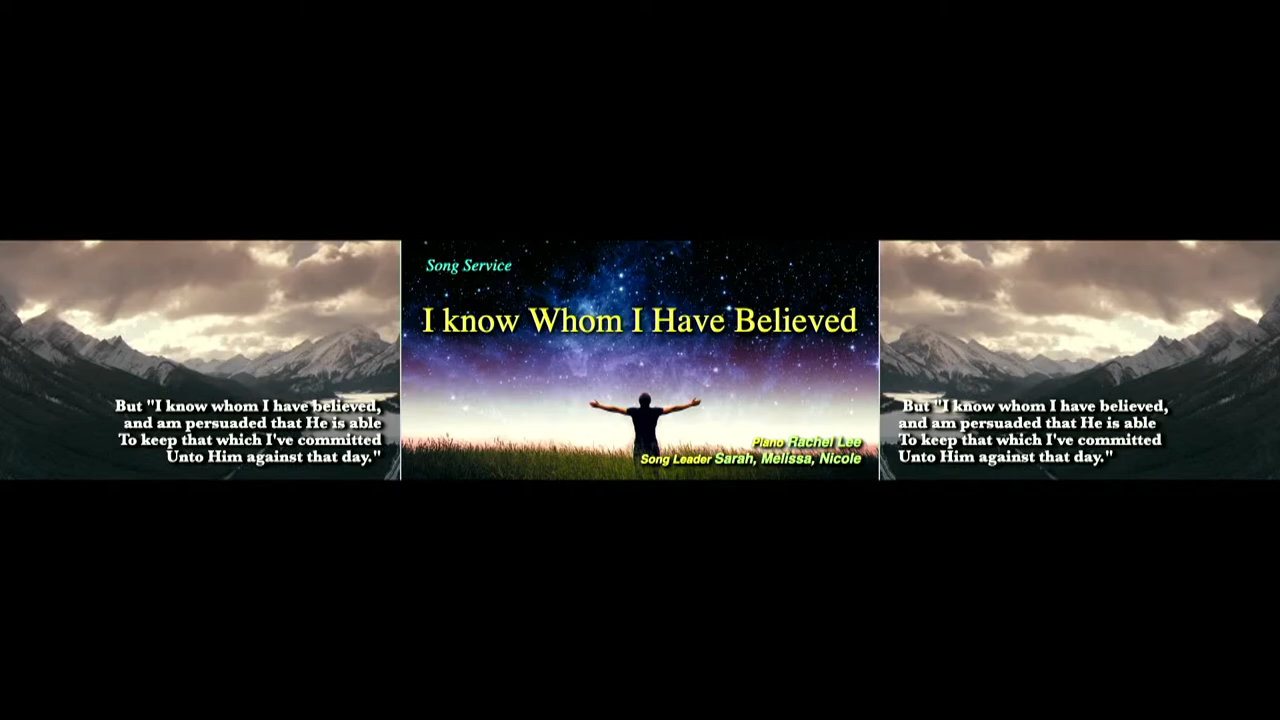 But "I know whom I have believed,
and am persuaded that He is able
To keep that which I've committed
Unto Him against that day."
Song Service
I know Whom I Have Believed
Piano Rachel Lee
Song Leader Sarah, Melissa, Nicole
But "I know whom I have believed,
and am persuaded that He is able
To keep that which I've committed
Unto Him against that day."